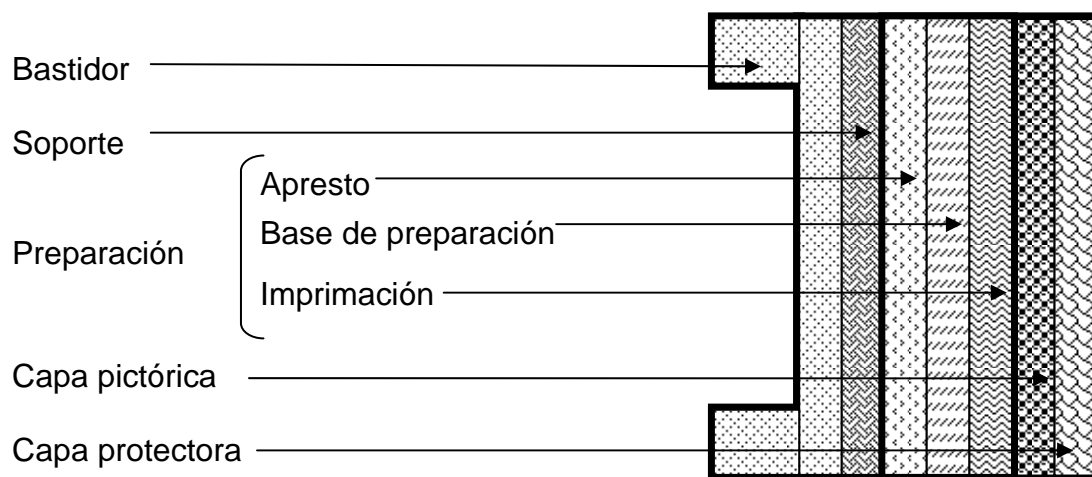 Bastidor
Soporte
Preparación
Apresto
Base de preparación
Imprimación
Capa pictórica
Capa protectora